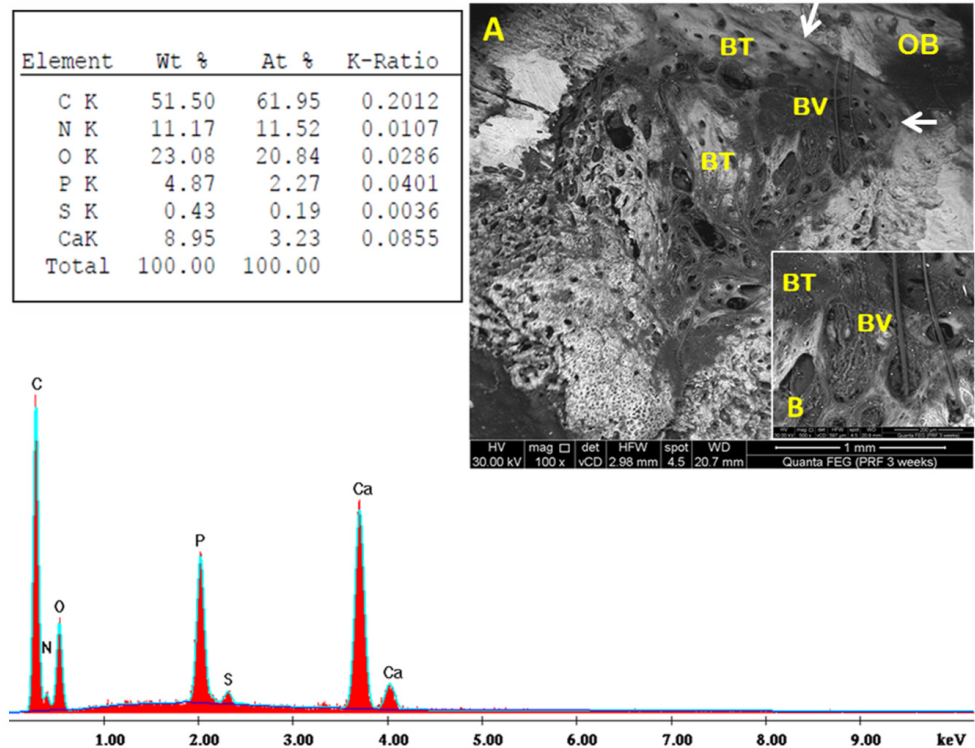 Element Wt % At % K-Ratio
C K 51.50 61.95 0.2012
N K 11.17 11.52 0.0107
O K 23.08 20.84 0.0286
P K 4.87 2.27 0.0401
S K 0.43 0.19 0.0036
CaK 8.95 3.23 0.0855
Total 100.00 100.00
A
BT
OB
BV
BT
BT
BV
B
HV mag det HFW spot WD
30.00 kV 100 x vCD 2.98 mm 4.5 20.7 mm
1 mm
Quanta FEG (PRF 3 weeks)
C
N
O
P
S
Ca
Ca
1.00 2.00 3.00 4.00 5.00 6.00 7.00 8.00 9.00 keV